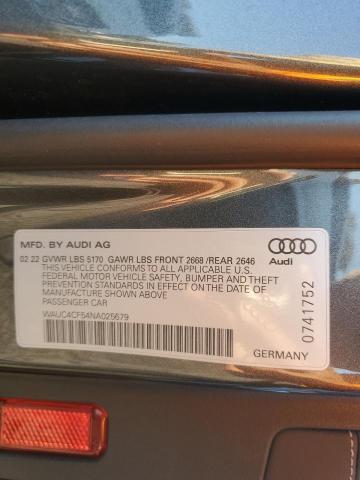 MFD. BY AUDI AG
02 22 GVWR LBS 5170 GAWR LBS FRONT 2668 /REAR 2646
THIS VEHICLE CONFORMS TO ALL APPLICABLE U.S.
FEDERAL MOTOR VEHICLE SAFETY, BUMPER AND THEFT
PREVENTION STANDARDS IN EFFECT ON THE DATE OF
MANUFACTURE SHOWN ABOVE
PASSENGER CAR
WAUC4CF54NA025679
Audi
0741752
GERMANY